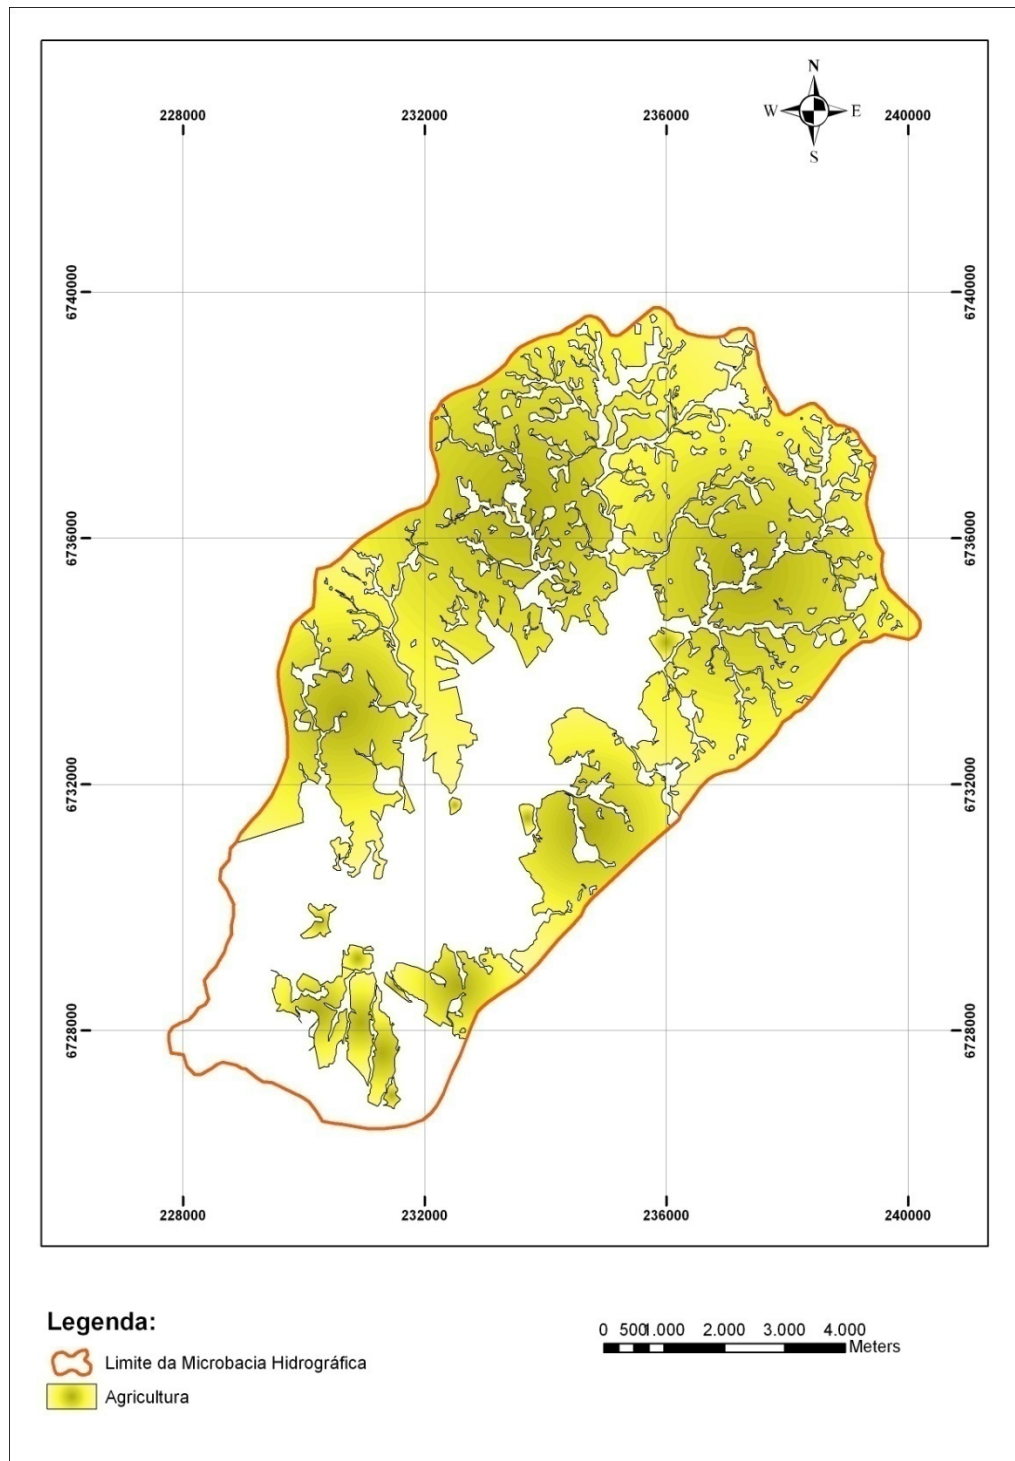 N
W E
S
228000 232000 236000 240000
6740000 6740000
6736000 6736000
6732000 6732000
6728000 6728000
228000 232000 236000 240000
Legenda:
Limite da Microbacia Hidrográfica
Agricultura
0 500 1.000 2.000 3.000 4.000
Meters